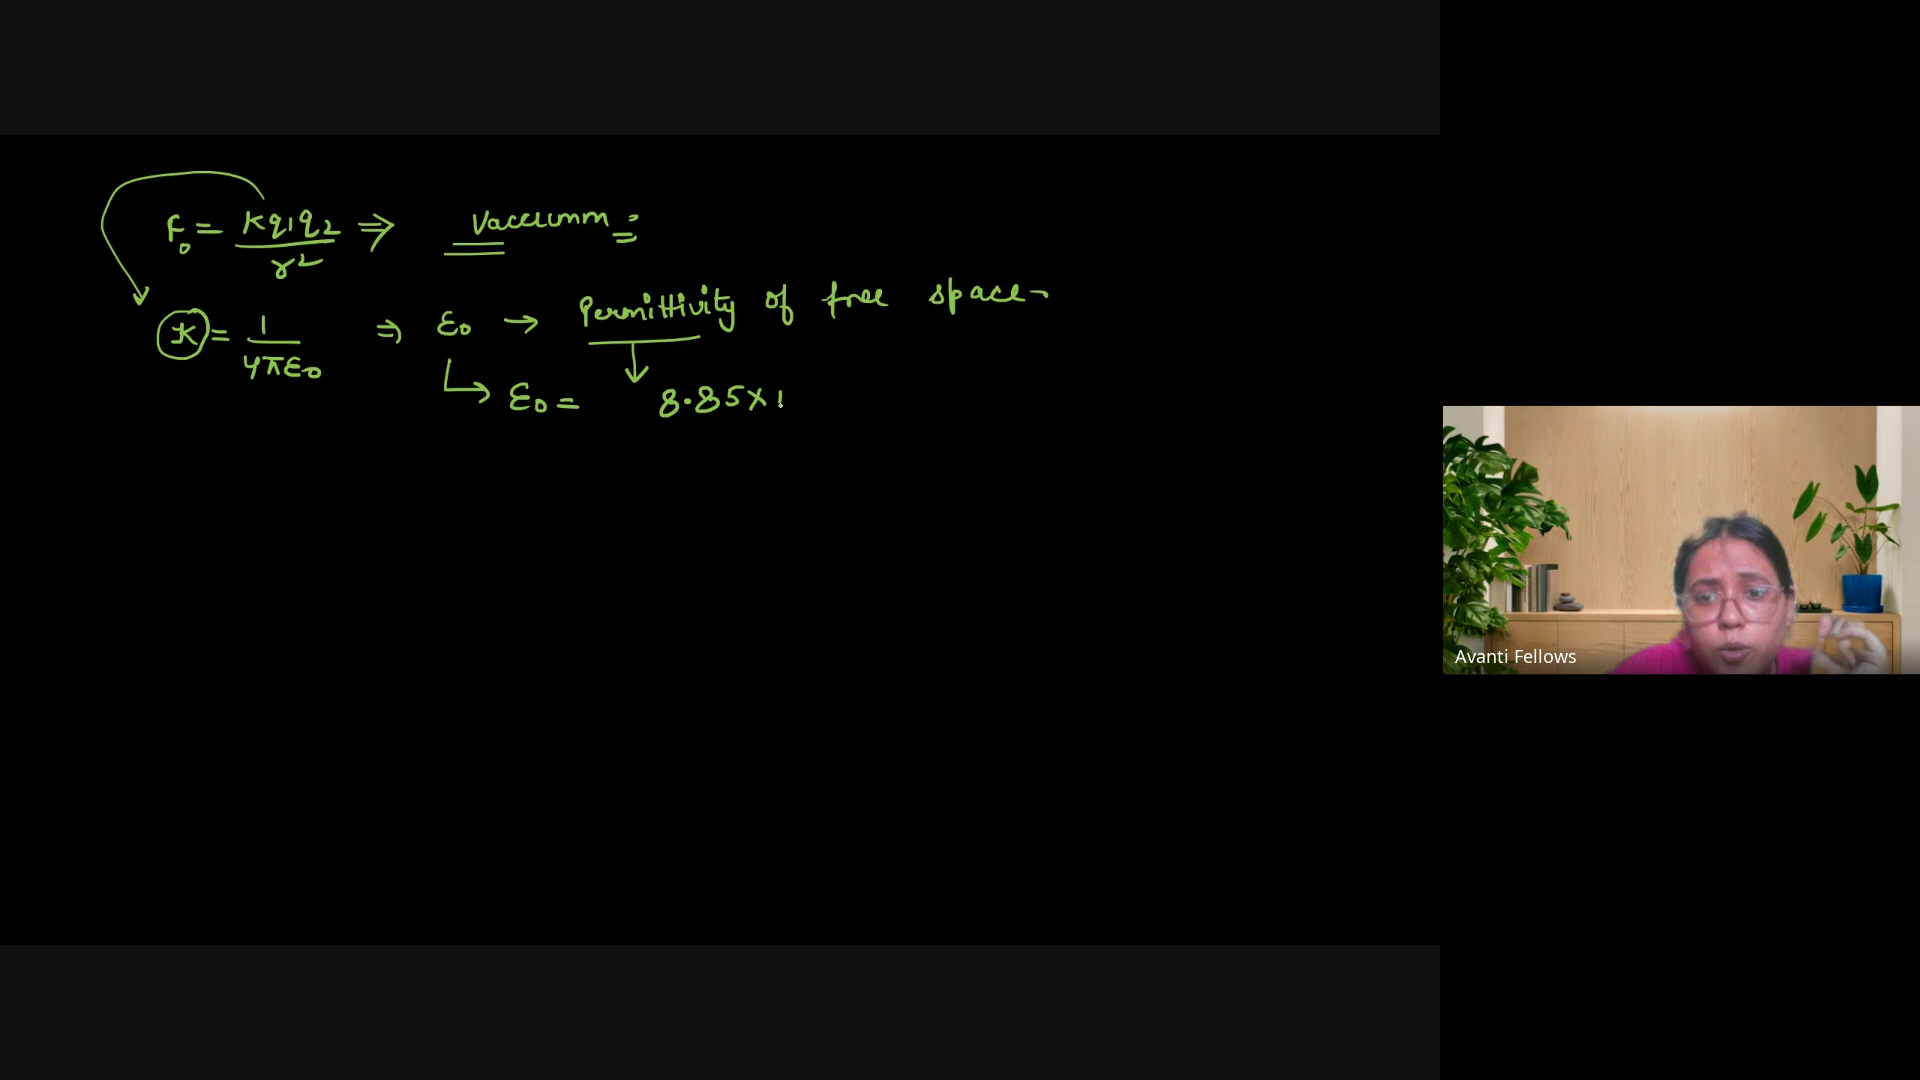 F₀ = Kq₁q₂/r² ⇒ Vaccumm =
K = 1/4πε₀ ⇒ ε₀ → Permittivity of free space
ε₀ = 8.85 × 1
Avanti Fellows